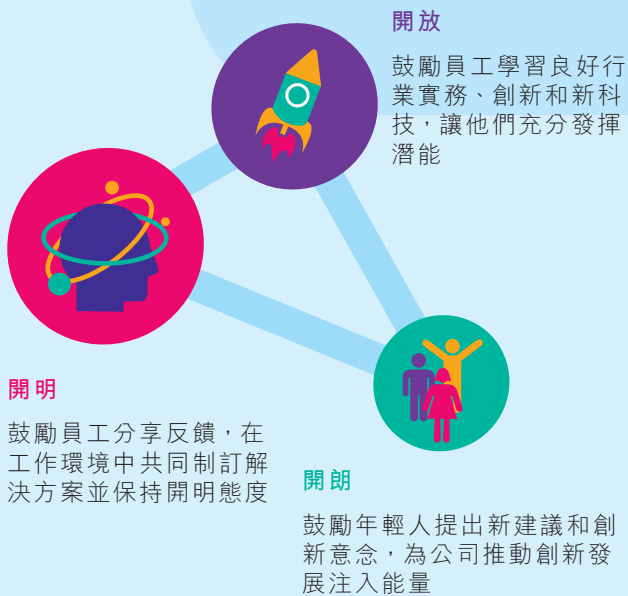 開放
鼓勵員工學習良好行
業實務、創新和新科
技，讓他們充分發揮
潛能
開明
鼓勵員工分享反饋，在
工作環境中共同制訂解
決方案並保持開明態度
開朗
鼓勵年輕人提出新建議和創
新意念，為公司推動創新發
展注入能量